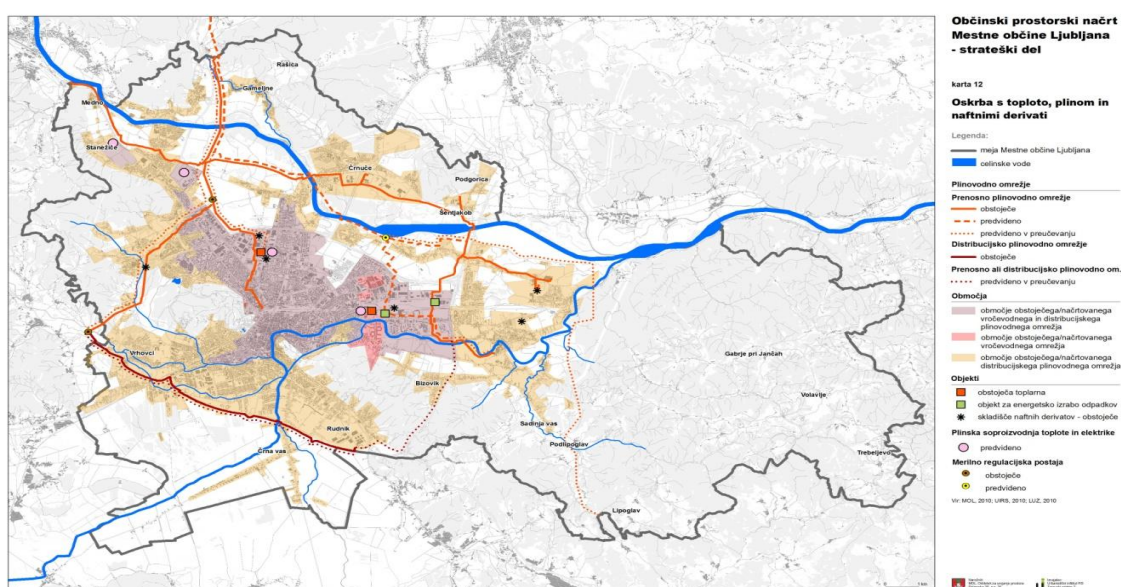 Občinski prostorski načrt
Mestne občine Ljubljana
- strateški del
karta 12
Oskrba s toploto, plinom in
naftnimi derivati
Legenda:
meja Mestne občine Ljubljana
celinske vode
Plinovodno omrežje
Prenosno plinovodno omrežje
obstoječe
predvideno
predvideno v preučevanju
Distribucijsko plinovodno omrežje
obstoječe
Prenosno ali distribucijsko plinovodno om.
predvideno v preučevanju
Območja
območje obstoječega/načrtovanega
vročevodnega in distribucijskega
plinovodnega omrežja
območje obstoječega/načrtovanega
vročevodnega omrežja
območje obstoječega/načrtovanega
distribucijskega plinovodnega omrežja
Objekti
obstoječa toplarna
objekt za energetsko izrabo odpadkov
skladišče naftnih derivatov - obstoječe
Plinska soproizvodnja toplote in elektrike
predvideno
Merilno regulacijska postaja
obstoječe
predvideno
Vir: MOL, 2010; UIRS, 2010; LUZ, 2010
Rašica
Gameljne
Medno
Stanežiče
Črnuče
Podgorica
Šentjakob
Vrhovci
Gabrje pri Jančah
Bizovik
Volavlje
Rudnik
Sadinja vas
Podlipoglav
Črna vas
Trebeljevo
Lipoglav
1 km